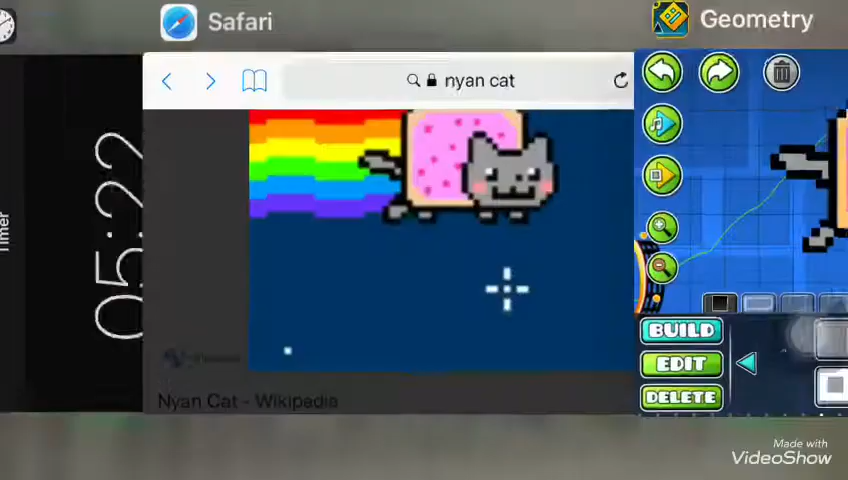 Safari
Geometry
nyan cat
Timer
05:22
BUILD
EDIT
DELETE
Nyan Cat - Wikipedia
Made with
VideoShow